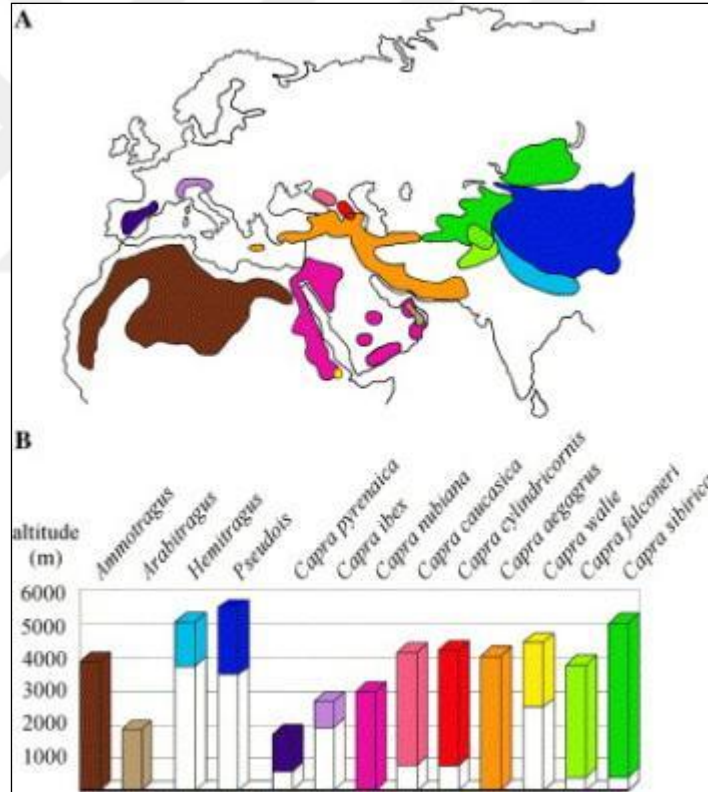 A
B
altitude
(m)
Ammotragus
Arabitragus
Hemitragus
Pseudois
Capra pyrenaica
Capra ibex
Capra nubiana
Capra caucasica
Capra cylindricornis
Capra aegagrus
Capra walie
Capra falconeri
Capra sibirica
6000
5000
4000
3000
2000
1000